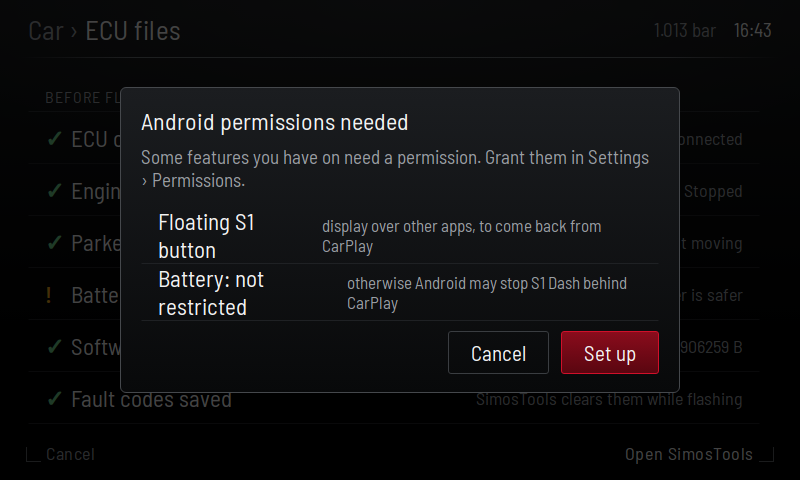 Car › ECU files
1.013 bar 16:43
BEFORE FL
Android permissions needed
Some features you have on need a permission. Grant them in Settings
› Permissions.
Floating S1
button
display over other apps, to come back from
CarPlay
Battery: not
restricted
otherwise Android may stop S1 Dash behind
CarPlay
Cancel Set up
✓ ECU
onnected
✓ Engin
Stopped
✓ Parke
t moving
! Batte
r is safer
✓ Softw
906259 B
✓ Fault codes saved
SimosTools clears them while flashing
Cancel
Open SimosTools